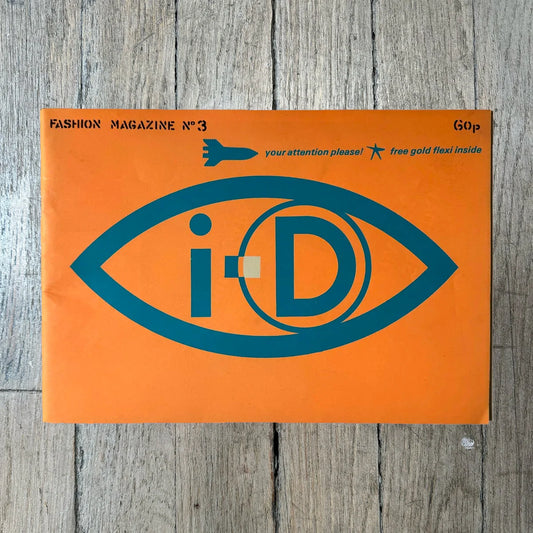 FASHION MAGAZINE Nº3 60p
your attention please! free gold flexi inside
i-D